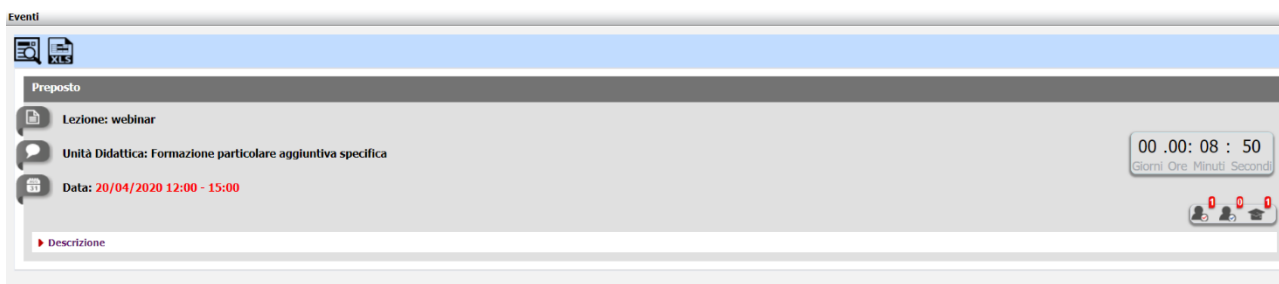 Eventi
XLS
Preposto
Lezione: webinar
Unità Didattica: Formazione particolare aggiuntiva specifica
00 .00: 08 : 50
Giorni Ore Minuti Secondi
31
Data: 20/04/2020 12:00 - 15:00
1 0 1
Descrizione